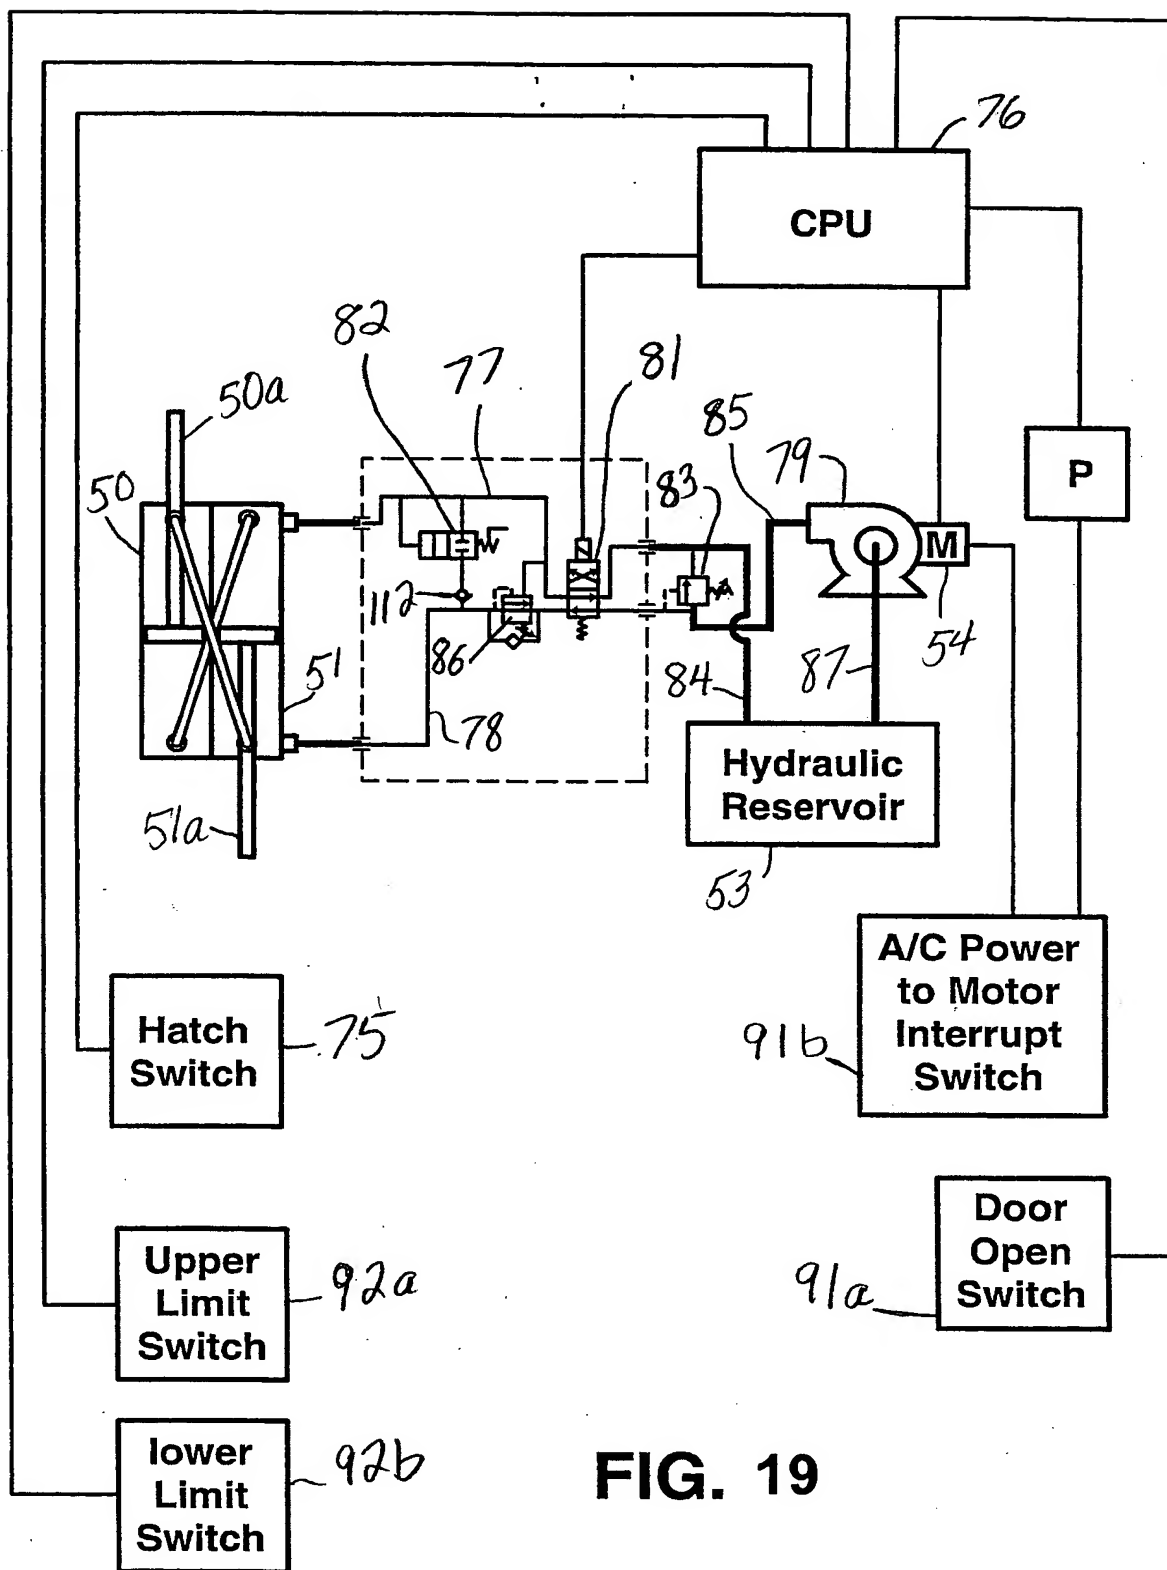 76
CPU
82
77
81
50a
85
79
83
P
50
M
112
86
54
51
84
87
78
Hydraulic
Reservoir
51a
53
A/C Power
to Motor
Interrupt
Switch
Hatch
Switch
75
91b
Door
Open
Switch
Upper
Limit
Switch
92a
91a
lower
Limit
Switch
92b
FIG. 19